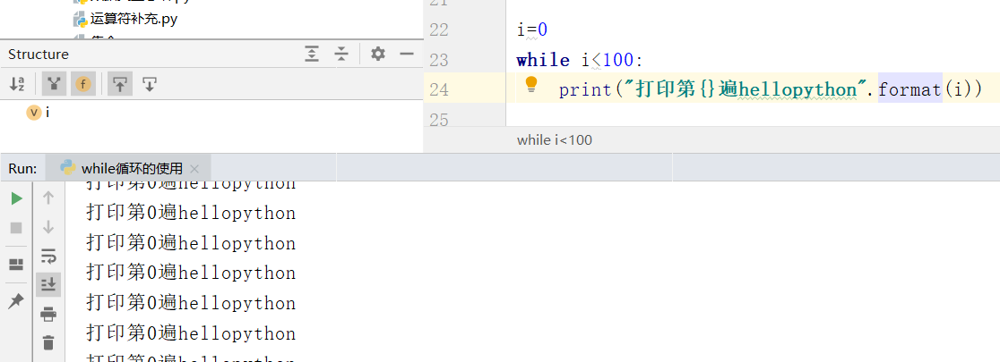 运算符补充.py
Structure
i
21
22 i=0
23 while i<100:
24 print("打印第{}遍hellopython".format(i))
25
while i<100
Run: while循环的使用
打印第0遍hellopython
打印第0遍hellopython
打印第0遍hellopython
打印第0遍hellopython
打印第0遍hellopython
打印第0遍hellopython
打印第0遍hellopython